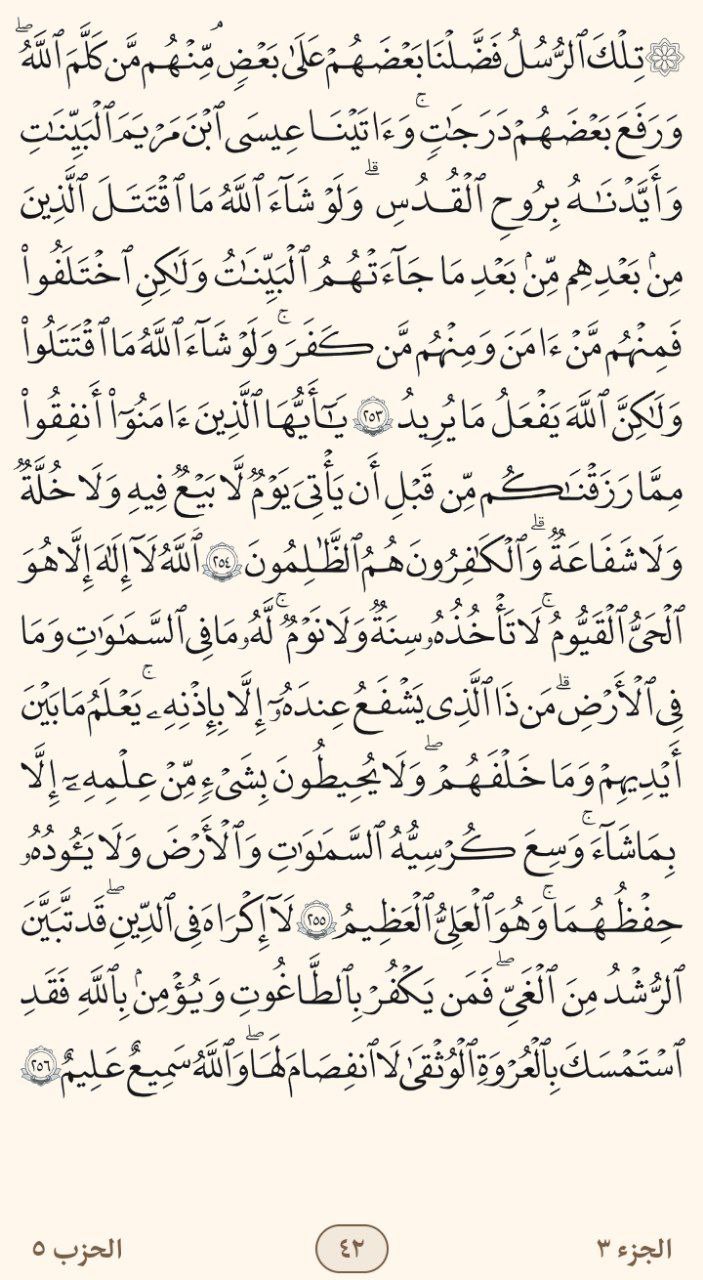 ۞ تِلْكَ ٱلرُّسُلُ فَضَّلْنَا بَعْضَهُمْ عَلَىٰ بَعْضٍۢ ۘ مِّنْهُم مَّن كَلَّمَ ٱللَّهُ ۖ
وَرَفَعَ بَعْضَهُمْ دَرَجَـٰتٍۢ ۚ وَءَاتَيْنَا عِيسَى ٱبْنَ مَرْيَمَ ٱلْبَيِّنَـٰتِ
وَأَيَّدْنَـٰهُ بِرُوحِ ٱلْقُدُسِ ۗ وَلَوْ شَآءَ ٱللَّهُ مَا ٱقْتَتَلَ ٱلَّذِينَ
مِنۢ بَعْدِهِم مِّنۢ بَعْدِ مَا جَآءَتْهُمُ ٱلْبَيِّنَـٰتُ وَلَـٰكِنِ ٱخْتَلَفُوا۟
فَمِنْهُم مَّنْ ءَامَنَ وَمِنْهُم مَّن كَفَرَ ۚ وَلَوْ شَآءَ ٱللَّهُ مَا ٱقْتَتَلُوا۟
وَلَـٰكِنَّ ٱللَّهَ يَفْعَلُ مَا يُرِيدُ ٢٥٣ يَـٰٓأَيُّهَا ٱلَّذِينَ ءَامَنُوٓا۟ أَنفِقُوا۟
مِمَّا رَزَقْنَـٰكُم مِّن قَبْلِ أَن يَأْتِىَ يَوْمٌۭ لَّا بَيْعٌۭ فِيهِ وَلَا خُلَّةٌۭ
وَلَا شَفَـٰعَةٌۭ ۗ وَٱلْكَـٰفِرُونَ هُمُ ٱلظَّـٰلِمُونَ ٢٥٤ ٱللَّهُ لَآ إِلَـٰهَ إِلَّا هُوَ
ٱلْحَىُّ ٱلْقَيُّومُ ۚ لَا تَأْخُذُهُۥ سِنَةٌۭ وَلَا نَوْمٌۭ ۚ لَّهُۥ مَا فِى ٱلسَّمَـٰوَٰتِ وَمَا
فِى ٱلْأَرْضِ ۗ مَن ذَا ٱلَّذِى يَشْفَعُ عِندَهُۥٓ إِلَّا بِإِذْنِهِۦ ۚ يَعْلَمُ مَا بَيْنَ
أَيْدِيهِمْ وَمَا خَلْفَهُمْ ۖ وَلَا يُحِيطُونَ بِشَىْءٍۢ مِّنْ عِلْمِهِۦٓ إِلَّا
بِمَا شَآءَ ۚ وَسِعَ كُرْسِيُّهُ ٱلسَّمَـٰوَٰتِ وَٱلْأَرْضَ وَلَا يَـُٔودُهُۥ
حِفْظُهُمَا ۚ وَهُوَ ٱلْعَلِىُّ ٱلْعَظِيمُ ٢٥٥ لَآ إِكْرَاهَ فِى ٱلدِّينِ ۖ قَد تَّبَيَّنَ
ٱلرُّشْدُ مِنَ ٱلْغَىِّ ۚ فَمَن يَكْفُرْ بِٱلطَّـٰغُوتِ وَيُؤْمِنۢ بِٱللَّهِ فَقَدِ
ٱسْتَمْسَكَ بِٱلْعُرْوَةِ ٱلْوُثْقَىٰ لَا ٱنفِصَامَ لَهَا ۗ وَٱللَّهُ سَمِيعٌ عَلِيمٌ ٢٥٦
الجزء ٣ ٤٢ الحزب ٥